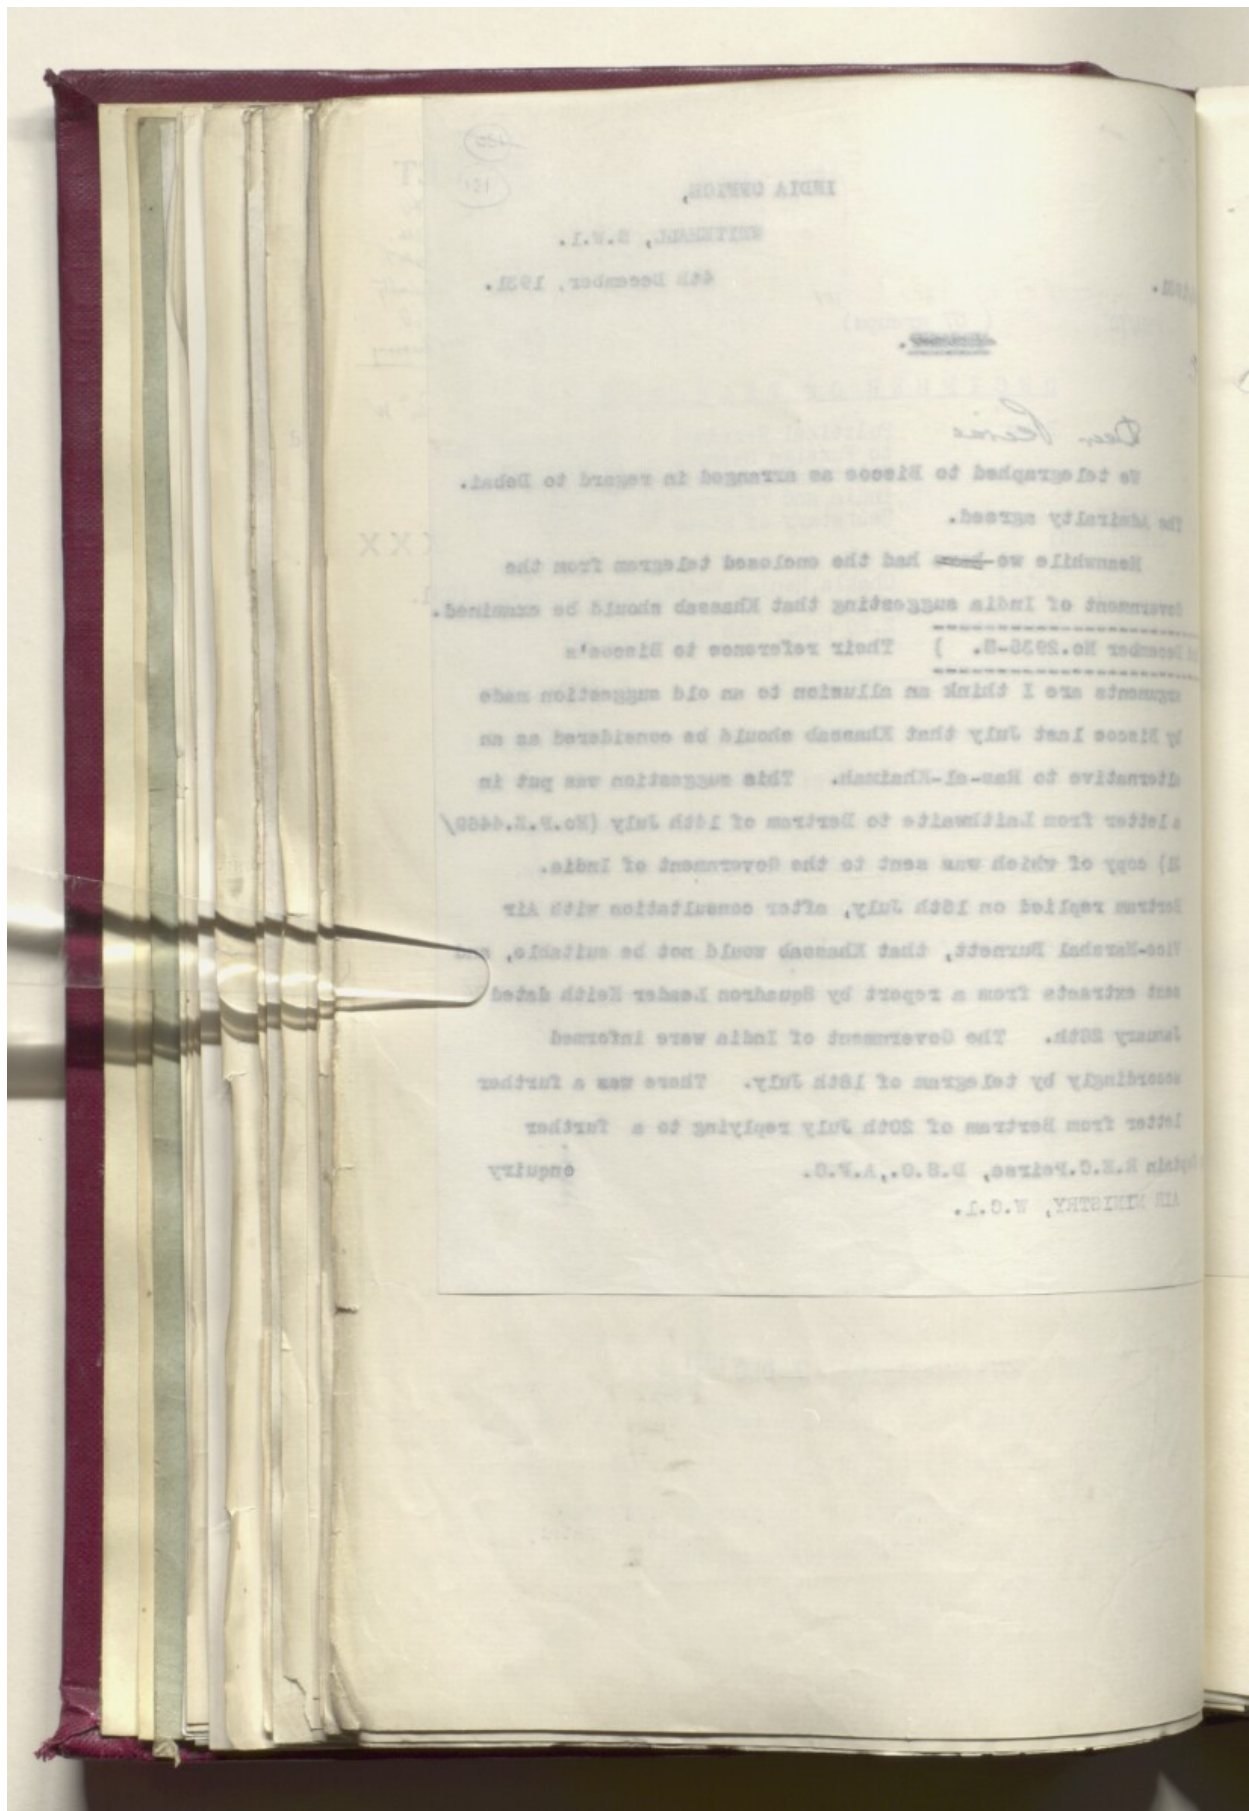 121
INDIA OFFICE,
WHITEHALL, S.W.1.
4th December, 1931.
Dear Peirse
We telegraphed to Biscoe as arranged in regard to Debai.
The Admiralty agreed.
Meanwhile we have had the enclosed telegram from the
Government of India suggesting that Khassab should be examined.
December No.2936-S. ) Their reference to Biscoe's
arguments are I think an allusion to an old suggestion made
by Biscoe last July that Khassab should be considered as an
alternative to Ras-al-Khaimah. This suggestion was put in
a letter from Laithwaite to Bertram of 14th July (No.P.Z.4469/
31) copy of which was sent to the Government of India.
Bertram replied on 16th July, after consultation with Air
Vice-Marshal Burnett, that Khassab would not be suitable, and
sent extracts from a report by Squadron Leader Keith dated
January 28th. The Government of India were informed
accordingly by telegram of 18th July. There was a further
letter from Bertram of 20th July replying to a further
enquiry
Captain R.E.C.Peirse, D.S.O.,A.F.C.
AIR MINISTRY, W.C.1.